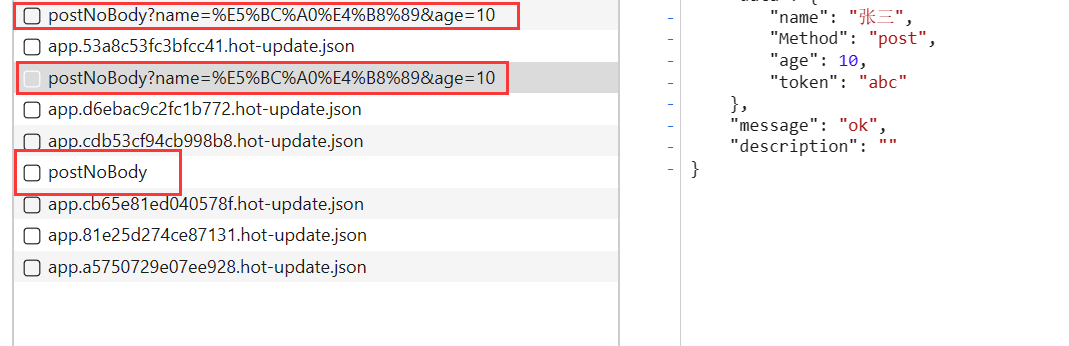 postNoBody?name=%E5%BC%A0%E4%B8%89&age=10
app.53a8c53fc3bfcc41.hot-update.json
postNoBody?name=%E5%BC%A0%E4%B8%89&age=10
app.d6ebac9c2fc1b772.hot-update.json
app.cdb53cf94cb998b8.hot-update.json
postNoBody
app.cb65e81ed040578f.hot-update.json
app.81e25d274ce87131.hot-update.json
app.a5750729e07ee928.hot-update.json
- "name": "张三",
- "Method": "post",
- "age": 10,
- "token": "abc"
- },
- "message": "ok",
- "description": ""
- }